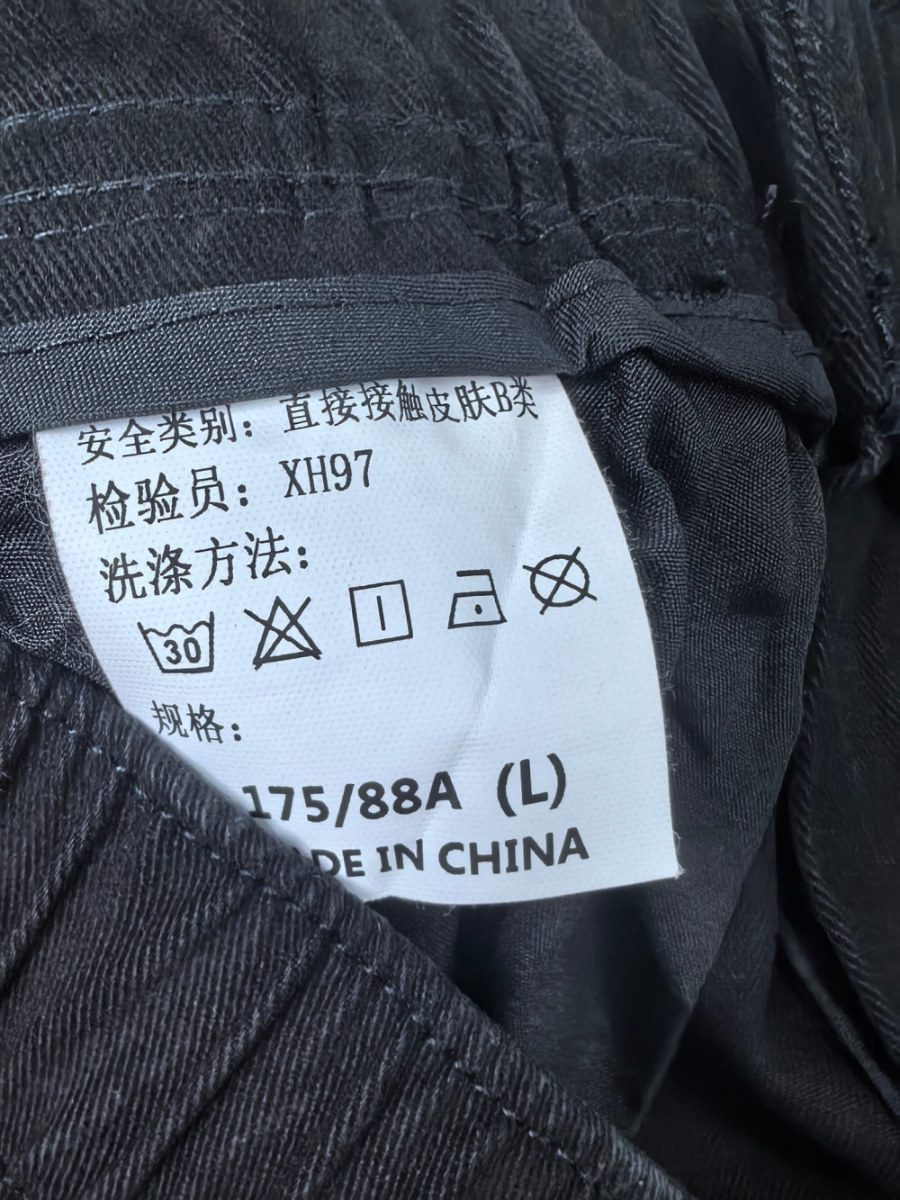 安全类别：直接接触皮肤B类
检验员：XH97
洗涤方法：
30
规格：
175/88A (L)
IN CHINA